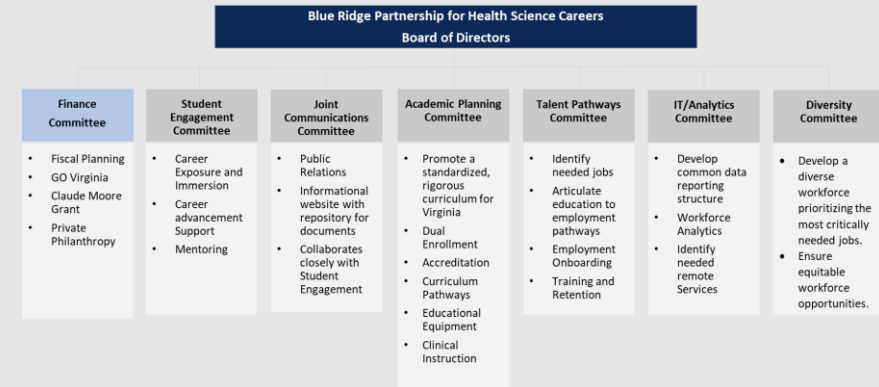 Blue Ridge Partnership for Health Science Careers
Board of Directors
Finance
Committee
• Fiscal Planning
• GO Virginia
• Claude Moore
Grant
• Private
Philanthropy
Student
Engagement
Committee
• Career
Exposure and
Immersion
• Career
advancement
Support
• Mentoring
Joint
Communications
Committee
• Public
Relations
• Informational
website with
repository for
documents
• Collaborates
closely with
Student
Engagement
Academic Planning
Committee
• Promote a
standardized,
rigorous
curriculum for
Virginia
• Dual
Enrollment
• Accreditation
• Curriculum
Pathways
• Educational
Equipment
• Clinical
Instruction
Talent Pathways
Committee
• Identify
needed jobs
• Articulate
education to
employment
pathways
• Employment
Onboarding
• Training and
Retention
IT/Analytics
Committee
• Develop
common data
reporting
structure
• Workforce
Analytics
• Identify
needed
remote
Services
Diversity
Committee
• Develop a
diverse
workforce
prioritizing the
most critically
needed jobs.
• Ensure
equitable
workforce
opportunities.